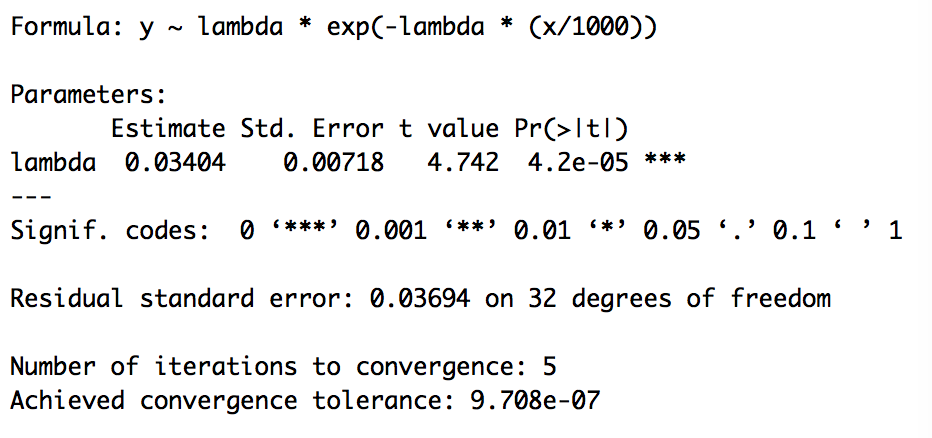 Formula: y ~ lambda * exp(-lambda * (x/1000))
Parameters:
Estimate Std. Error t value Pr(>|t|)
lambda 0.03404 0.00718 4.742 4.2e-05 ***
---
Signif. codes: 0 ‘***’ 0.001 ‘**’ 0.01 ‘*’ 0.05 ‘.’ 0.1 ‘ ’ 1
Residual standard error: 0.03694 on 32 degrees of freedom
Number of iterations to convergence: 5
Achieved convergence tolerance: 9.708e-07